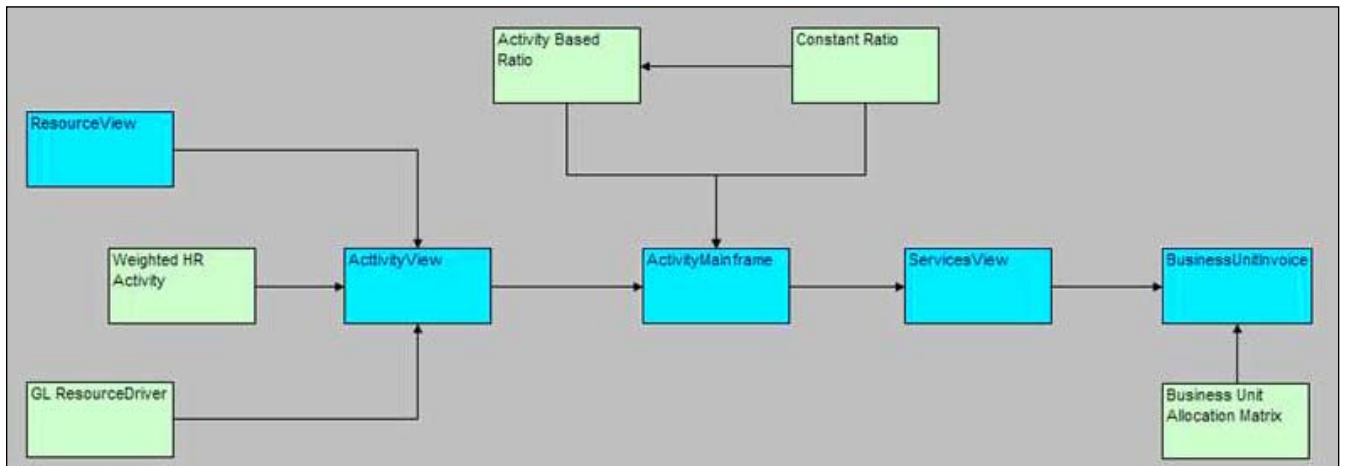 Activity Based
Ratio
Constant Ratio
ResourceView
Weighted HR
Activity
ActtivityView
ActivityMainframe
ServicesView
BusinessUnitInvoice
GL ResourceDriver
Business Unit
Allocation Matrix